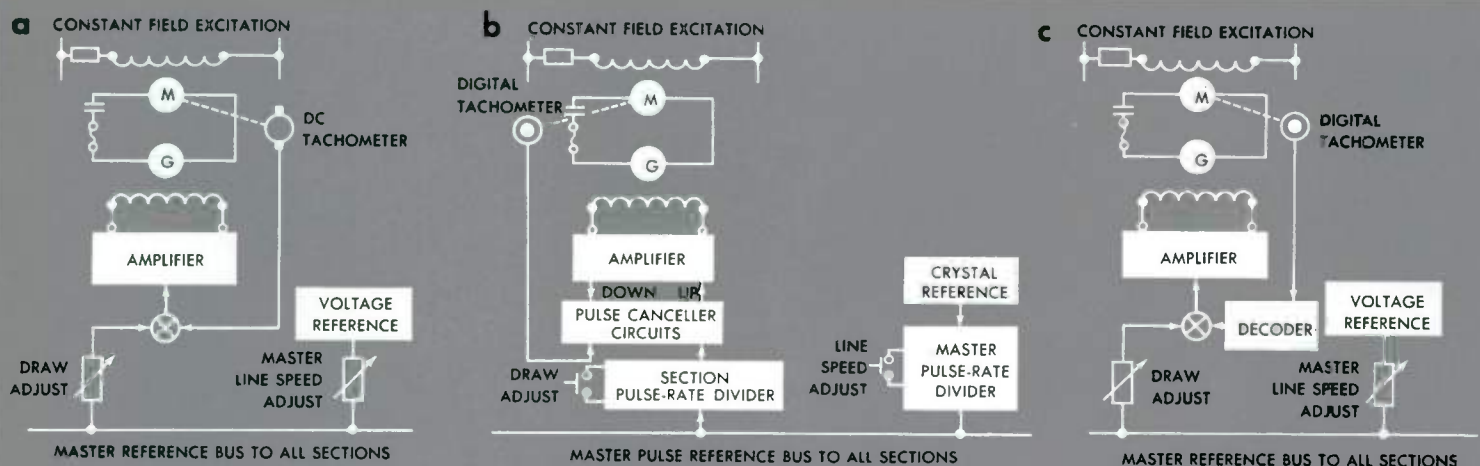 a
CONSTANT FIELD EXCITATION
M
DC
TACHOMETER
G
AMPLIFIER
VOLTAGE
REFERENCE
DRAW
ADJUST
MASTER
LINE SPEED
ADJUST
MASTER REFERENCE BUS TO ALL SECTIONS
b
CONSTANT FIELD EXCITATION
DIGITAL
TACHOMETER
M
G
AMPLIFIER
DOWN UP
PULSE CANCELLER
CIRCUITS
DRAW
ADJUST
SECTION
PULSE-RATE DIVIDER
CRYSTAL
REFERENCE
LINE
SPEED
ADJUST
MASTER
PULSE-RATE
DIVIDER
MASTER PULSE REFERENCE BUS TO ALL SECTIONS
c
CONSTANT FIELD EXCITATION
M
DIGITAL
TACHOMETER
G
AMPLIFIER
DECODER
VOLTAGE
REFERENCE
DRAW
ADJUST
MASTER
LINE SPEED
ADJUST
MASTER REFERENCE BUS TO ALL SECTIONS